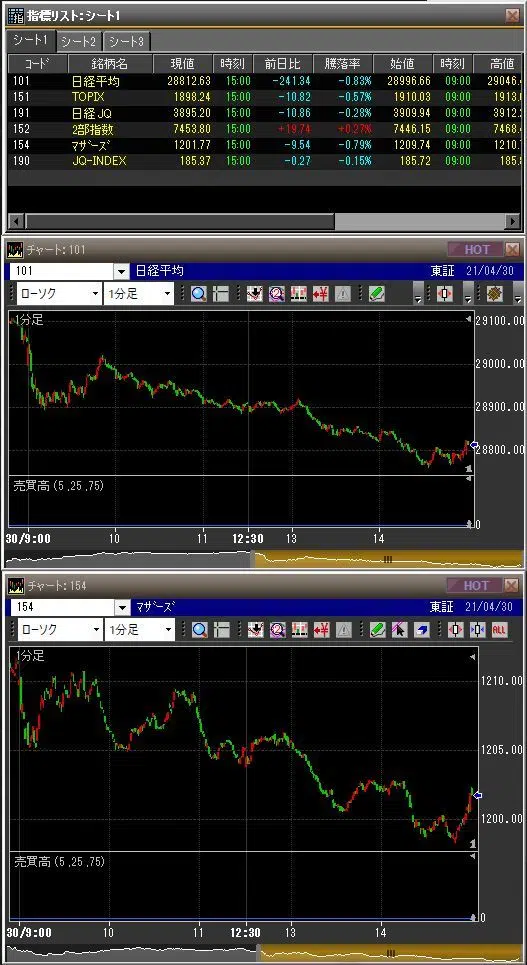 指標リスト:シート1
シート1 シート2 シート3
コード 銘柄名 現値 時刻 前日比 騰落率 始値 時刻 高値
101 日経平均 28812.63 15:00 -241.34 -0.83% 28996.66 09:00 29046.
151 TOPIX 1898.24 15:00 -10.82 -0.57% 1910.03 09:00 1913.
191 日経JQ 3895.20 15:00 -10.86 -0.28% 3909.94 09:00 3912.
152 2部指数 7453.80 15:00 +19.74 +0.27% 7446.15 09:00 7468.
154 マザーズ 1201.77 15:00 -9.54 -0.79% 1209.74 09:00 1210.
190 JQ-INDEX 185.37 15:00 -0.27 -0.15% 185.72 09:00 185.
チャート:101 HOT
101 日経平均 東証 21/04/30
ローソク 1分足
1分足
29100.00
29000.00
28900.00
28800.00
売買高 (5 ,25 ,75)
0
30/9:00 10 11 12:30 13 14
チャート:154 HOT
154 マザーズ 東証 21/04/30
ローソク 1分足 ALL
1分足
1210.00
1205.00
1200.00
売買高 (5 ,25 ,75)
0
30/9:00 10 11 12:30 13 14